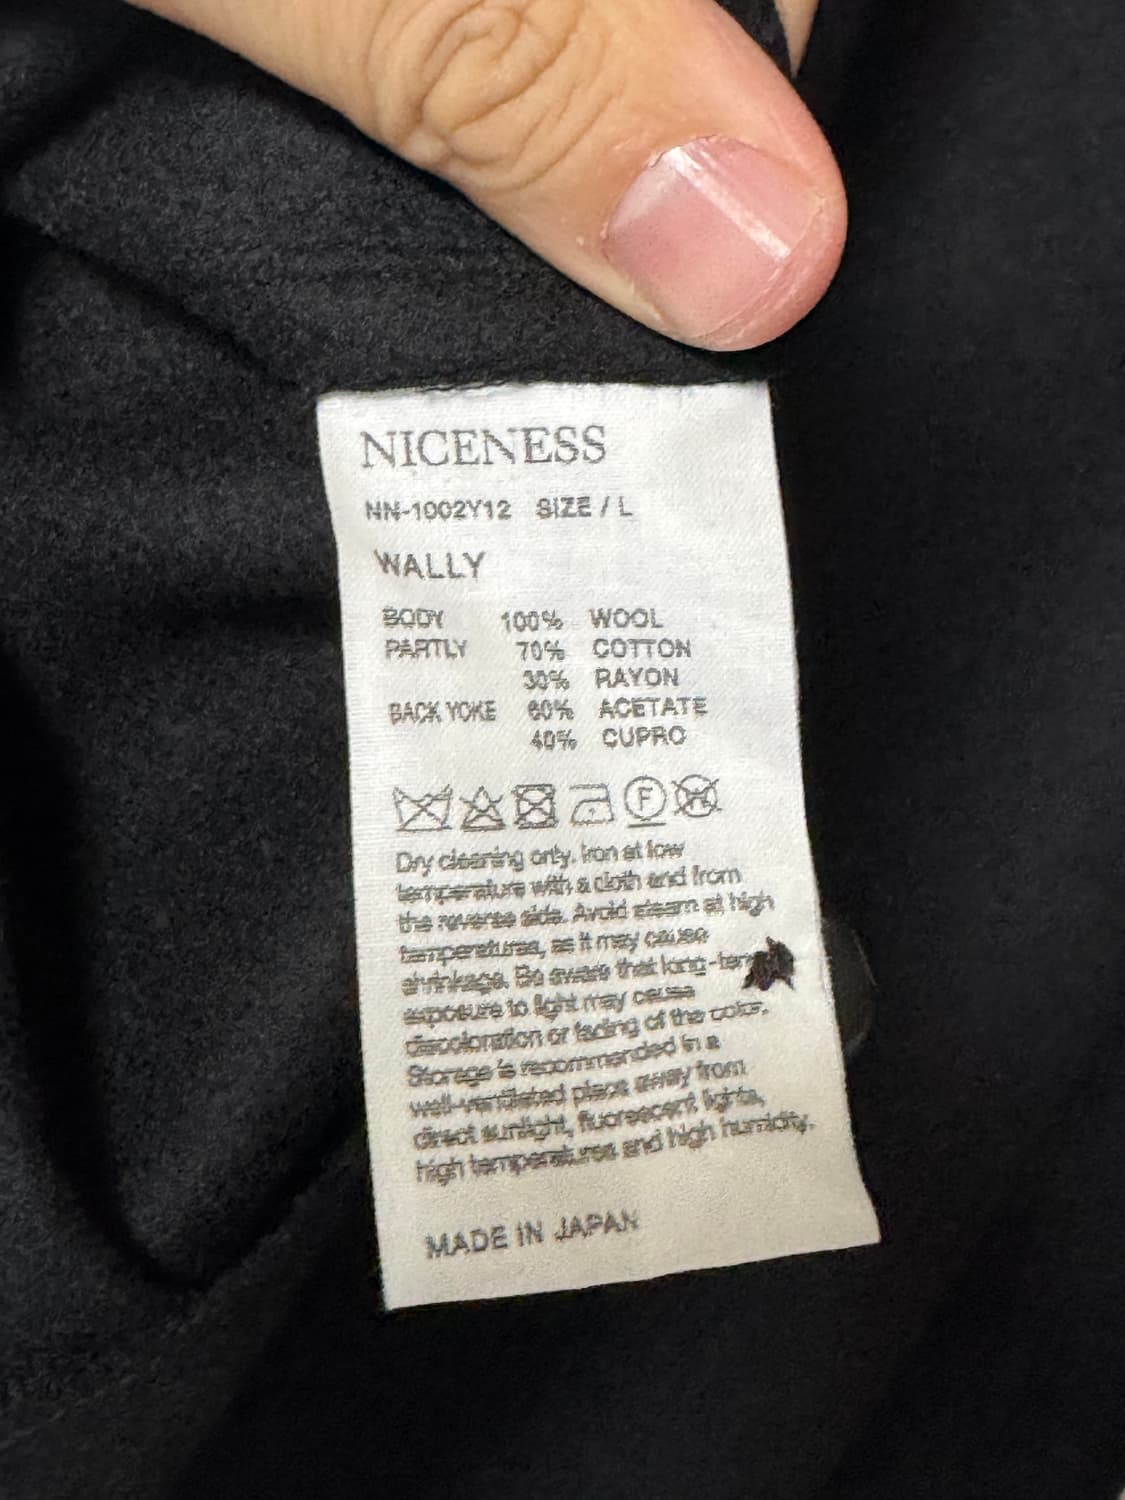 NICENESS
NN-1002Y12 SIZE / L
WALLY
BODY 100% WOOL
PARTLY 70% COTTON
30% RAYON
BACK YOKE 60% ACETATE
40% CUPRO
F
Dry cleaning only. Iron at low
temperature with a cloth and from
the reverse side. Avoid steam at high
temperatures, as it may cause
shrinkage. Be aware that long-term
exposure to light may cause
discoloration or fading of the color.
Storage is recommended in a
well-ventilated place away from
direct sunlight, fluorescent lights,
high temperatures and high humidity.
MADE IN JAPAN